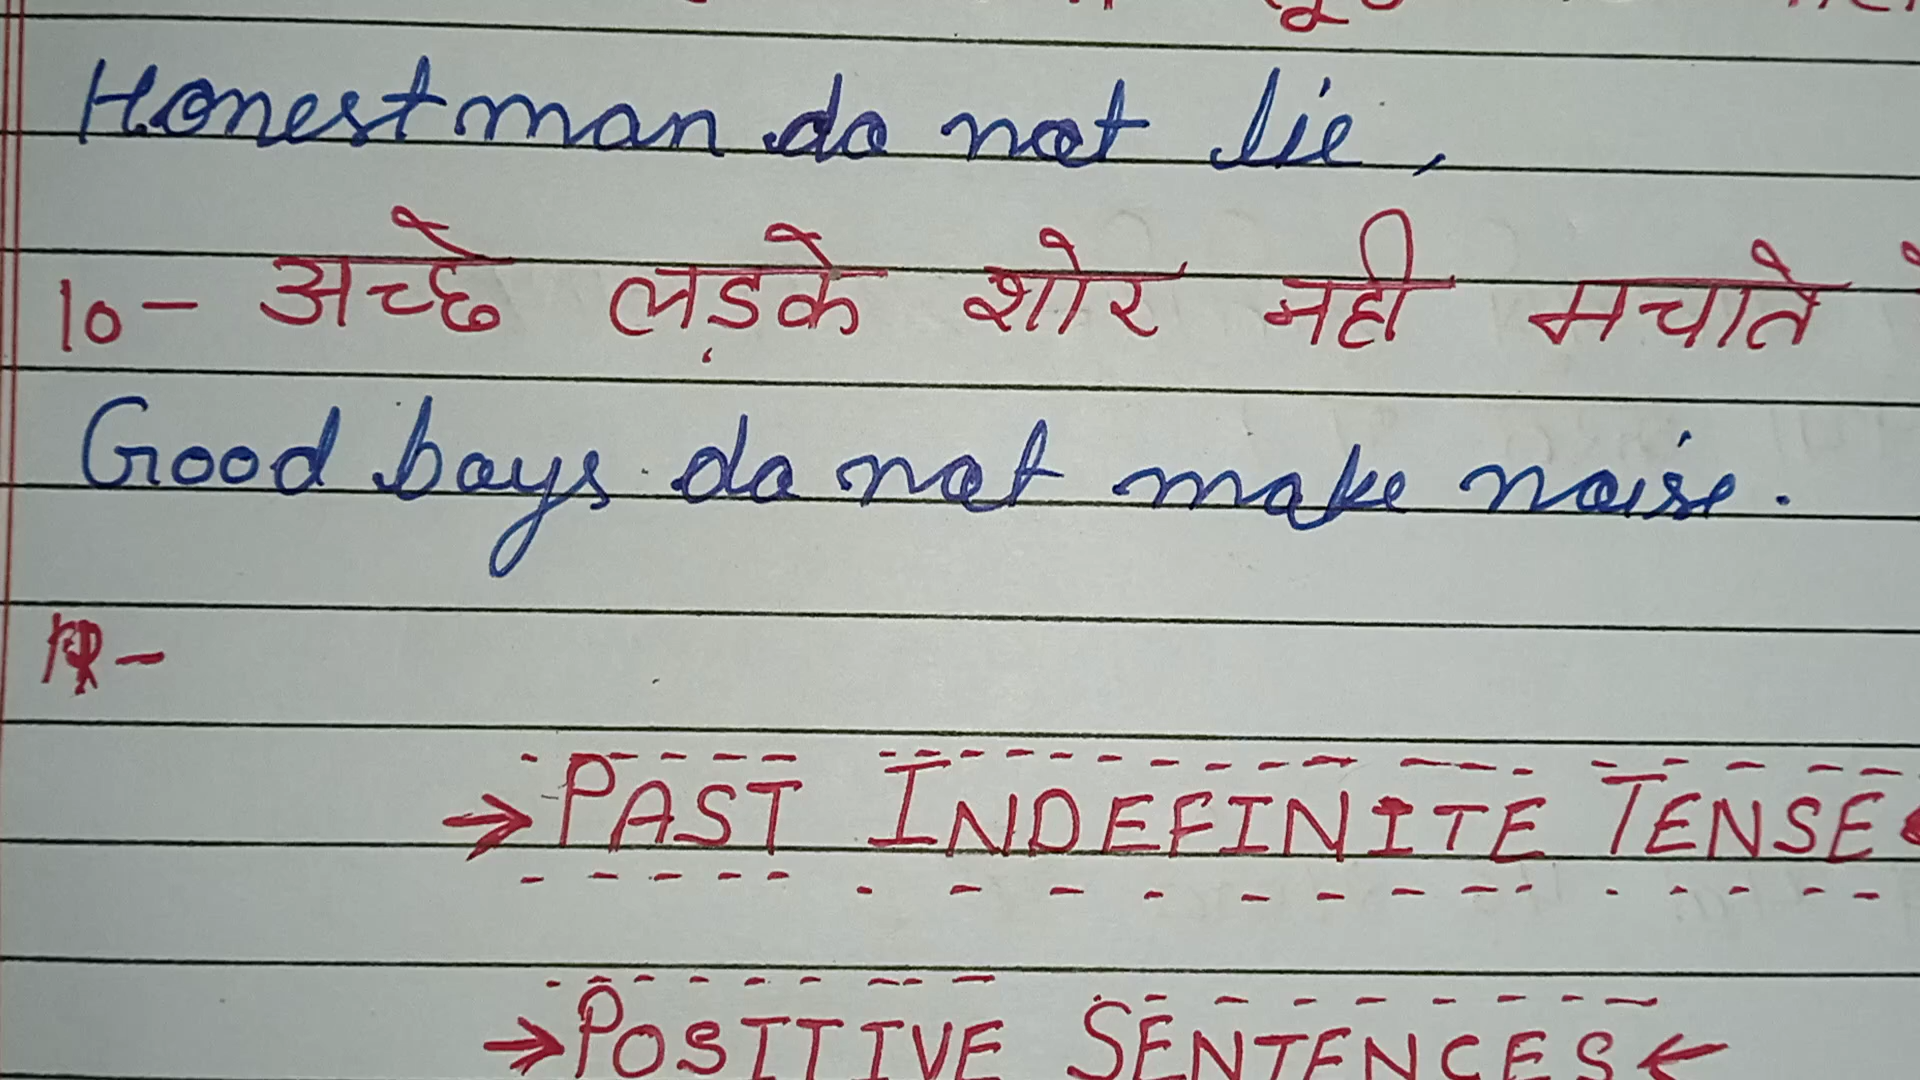 Honest man do not lie,
10- अच्छे लड़के शोर नही मचाते
Good boys do not make noise.
→ PAST INDEFINITE TENSE
→ POSITIVE SENTENCES ←